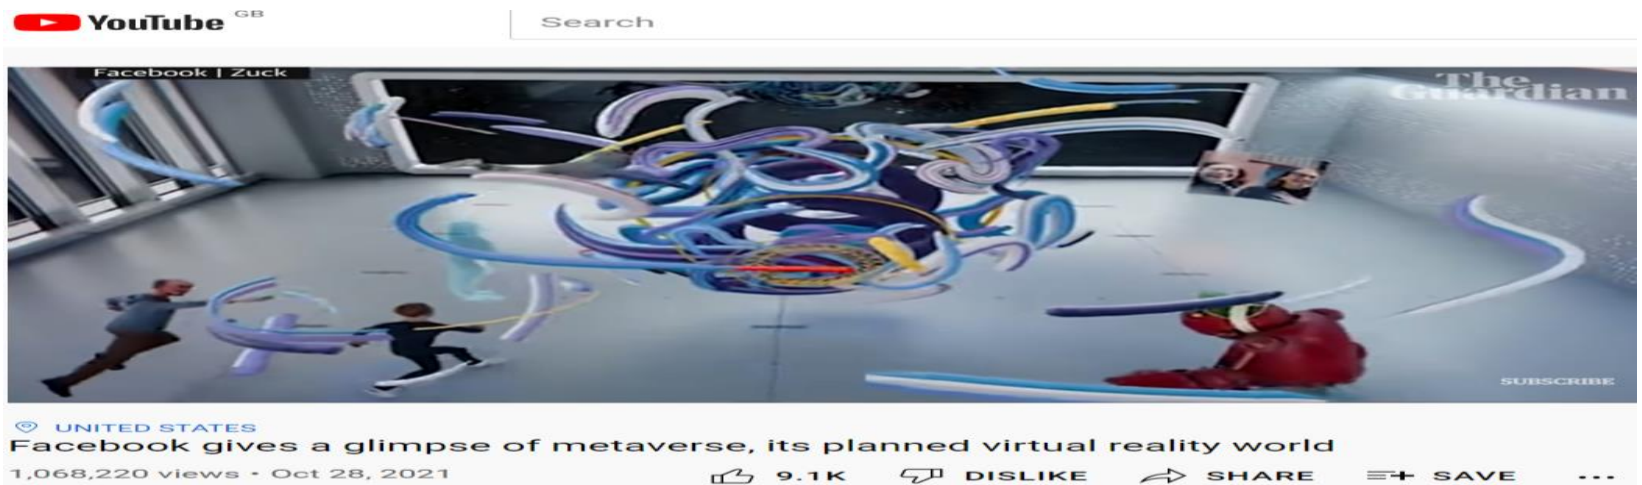 YouTube GB
Search
Facebook | Zuck
The
Guardian
SUBSCRIBE
UNITED STATES
Facebook gives a glimpse of metaverse, its planned virtual reality world
1,068,220 views • Oct 28, 2021 9.1K DISLIKE SHARE SAVE ...